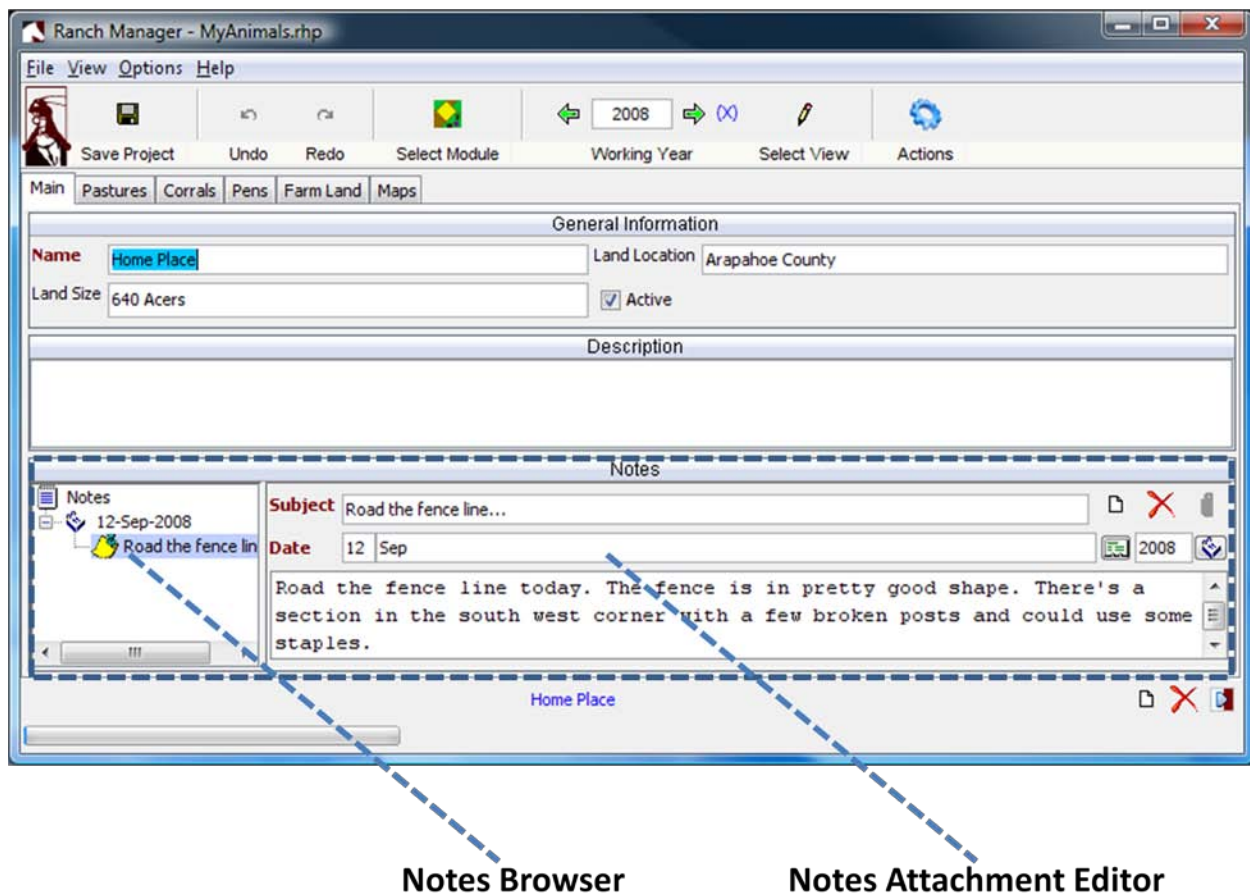 Ranch Manager - MyAnimals.rhp
File View Options Help
2008 (X)
Save Project Undo Redo Select Module Working Year Select View Actions
Main Pastures Corrals Pens Farm Land Maps
General Information
Name Home Place Land Location Arapahoe County
Land Size 640 Acers Active
Description
Notes
Notes
12-Sep-2008
Road the fence lin
Subject Road the fence line...
Date 12 Sep 2008
Road the fence line today. The fence is in pretty good shape. There's a
section in the south west corner with a few broken posts and could use some
staples.
Home Place
Notes Browser Notes Attachment Editor